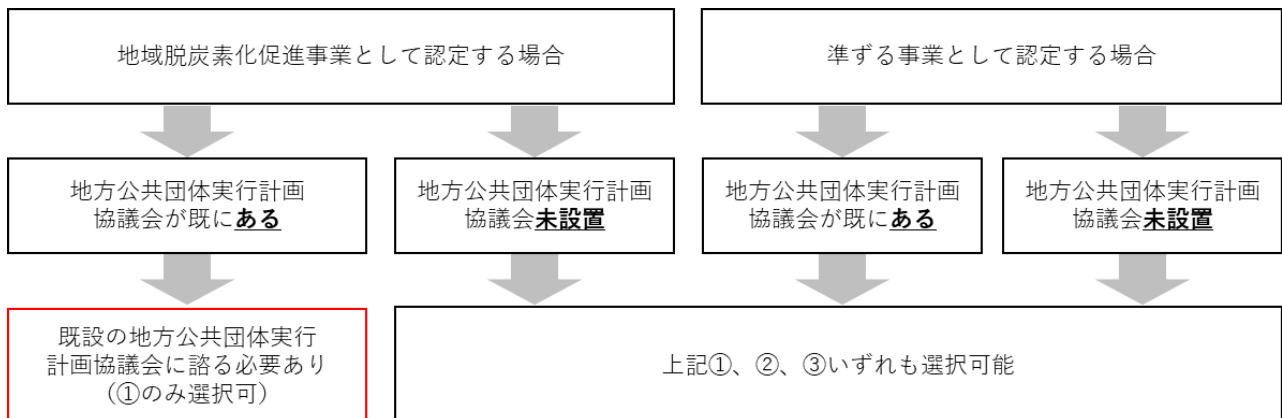 地域脱炭素化促進事業として認定する場合
準ずる事業として認定する場合
地方公共団体実行計画
協議会が既にある
地方公共団体実行計画
協議会未設置
地方公共団体実行計画
協議会が既にある
地方公共団体実行計画
協議会未設置
既設の地方公共団体実行
計画協議会に諮る必要あり
（①のみ選択可）
上記①、②、③いずれも選択可能